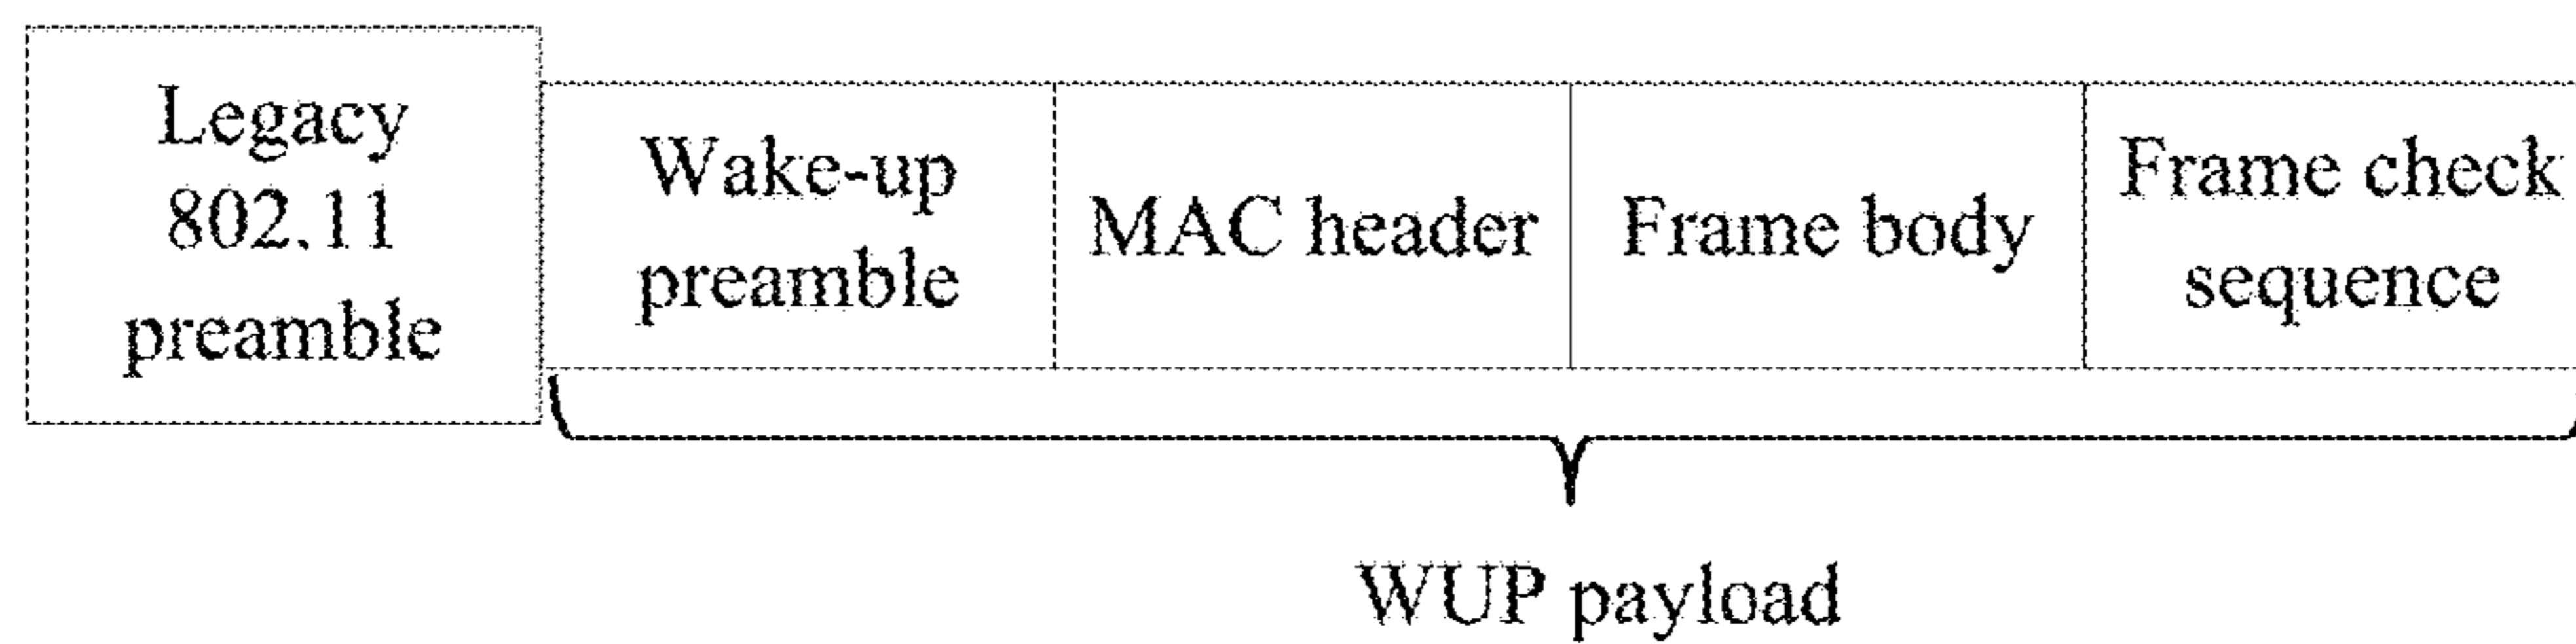 Legacy
802.11
preamble
Wake-up
preamble
MAC header
Frame body
Frame check
sequence
WUP payload